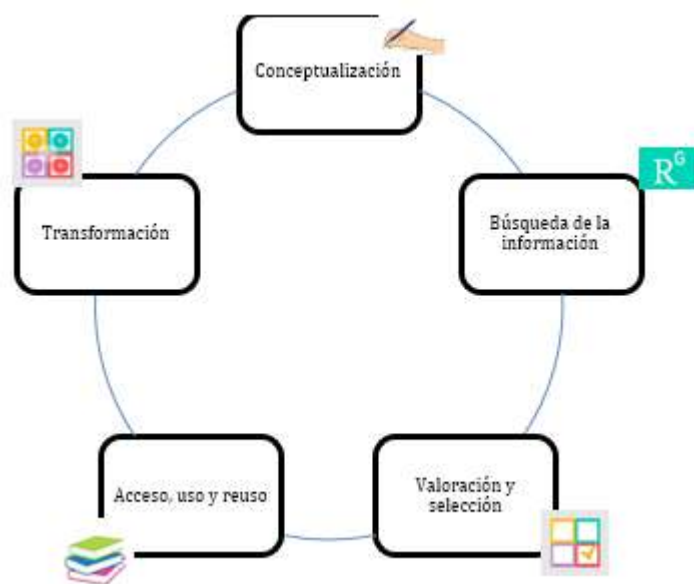 Conceptualización
R^G
Búsqueda de la
información
Transformación
Acceso, uso y reuso
Valoración y
selección